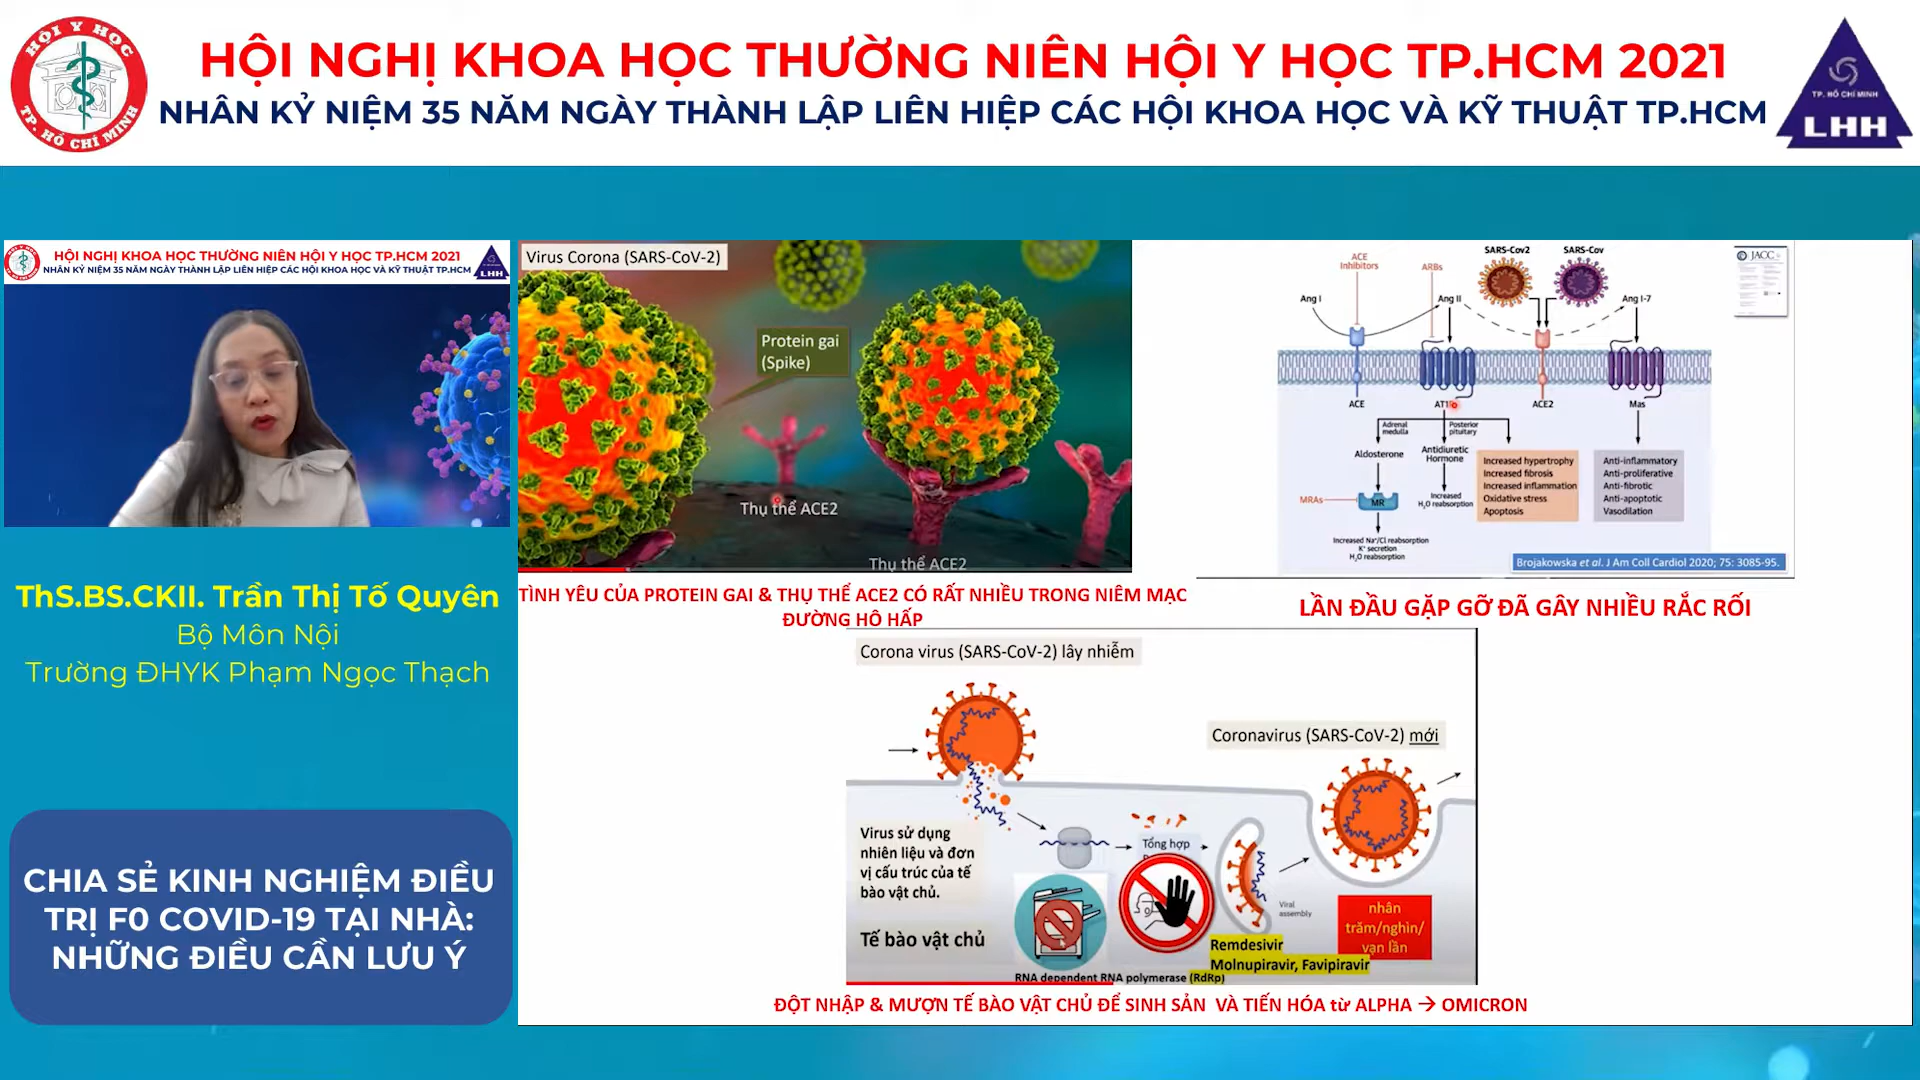 HỘI Y HỌC
TP. HỒ CHÍ MINH
HỘI NGHỊ KHOA HỌC THƯỜNG NIÊN HỘI Y HỌC TP.HCM 2021
NHÂN KỶ NIỆM 35 NĂM NGÀY THÀNH LẬP LIÊN HIỆP CÁC HỘI KHOA HỌC VÀ KỸ THUẬT TP.HCM
TP. HỒ CHÍ MINH
LHH
HỘI NGHỊ KHOA HỌC THƯỜNG NIÊN HỘI Y HỌC TP.HCM 2021
NHÂN KỶ NIỆM 35 NĂM NGÀY THÀNH LẬP LIÊN HIỆP CÁC HỘI KHOA HỌC VÀ KỸ THUẬT TP.HCM
LHH
ThS.BS.CKII. Trần Thị Tố Quyên
Bộ Môn Nội
Trường ĐHYK Phạm Ngọc Thạch
CHIA SẺ KINH NGHIỆM ĐIỀU
TRỊ F0 COVID-19 TẠI NHÀ:
NHỮNG ĐIỀU CẦN LƯU Ý
Virus Corona (SARS-CoV-2)
Protein gai
(Spike)
Thụ thể ACE2
Thụ thể ACE2
TÌNH YÊU CỦA PROTEIN GAI & THỤ THỂ ACE2 CÓ RẤT NHIỀU TRONG NIÊM MẠC
ĐƯỜNG HÔ HẤP
SARS-Cov2
SARS-Cov
JACC
ACE
Inhibitors
ARBs
Ang I
Ang II
Ang I-7
ACE
ACE2
Mas
Adrenal
medulla
Posterior
pituitary
Aldosterone
Antidiuretic
Hormone
MRAs
MR
Increased
H₂O reabsorption
Increased Na⁺/Cl reabsorption
K⁺ secretion
H₂O reabsorption
Increased hypertrophy
Increased fibrosis
Increased inflammation
Oxidative stress
Apoptosis
Anti-inflammatory
Anti-proliferative
Anti-fibrotic
Anti-apoptotic
Vasodilation
Brojakowska et al. J Am Coll Cardiol 2020; 75: 3085-95.
LẦN ĐẦU GẶP GỠ ĐÃ GÂY NHIỀU RẮC RỐI
Corona virus (SARS-CoV-2) lây nhiễm
Coronavirus (SARS-CoV-2) mới
Virus sử dụng
nhiên liệu và đơn
vị cấu trúc của tế
bào vật chủ.
Tế bào vật chủ
Tổng hợp
Viral
assembly
nhân
trăm/nghìn/
vạn lần
Remdesivir
Molnupiravir, Favipiravir
RNA dependent RNA polymerase (RdRp)
ĐỘT NHẬP & MƯỢN TẾ BÀO VẬT CHỦ ĐỂ SINH SẢN VÀ TIẾN HÓA từ ALPHA → OMICRON